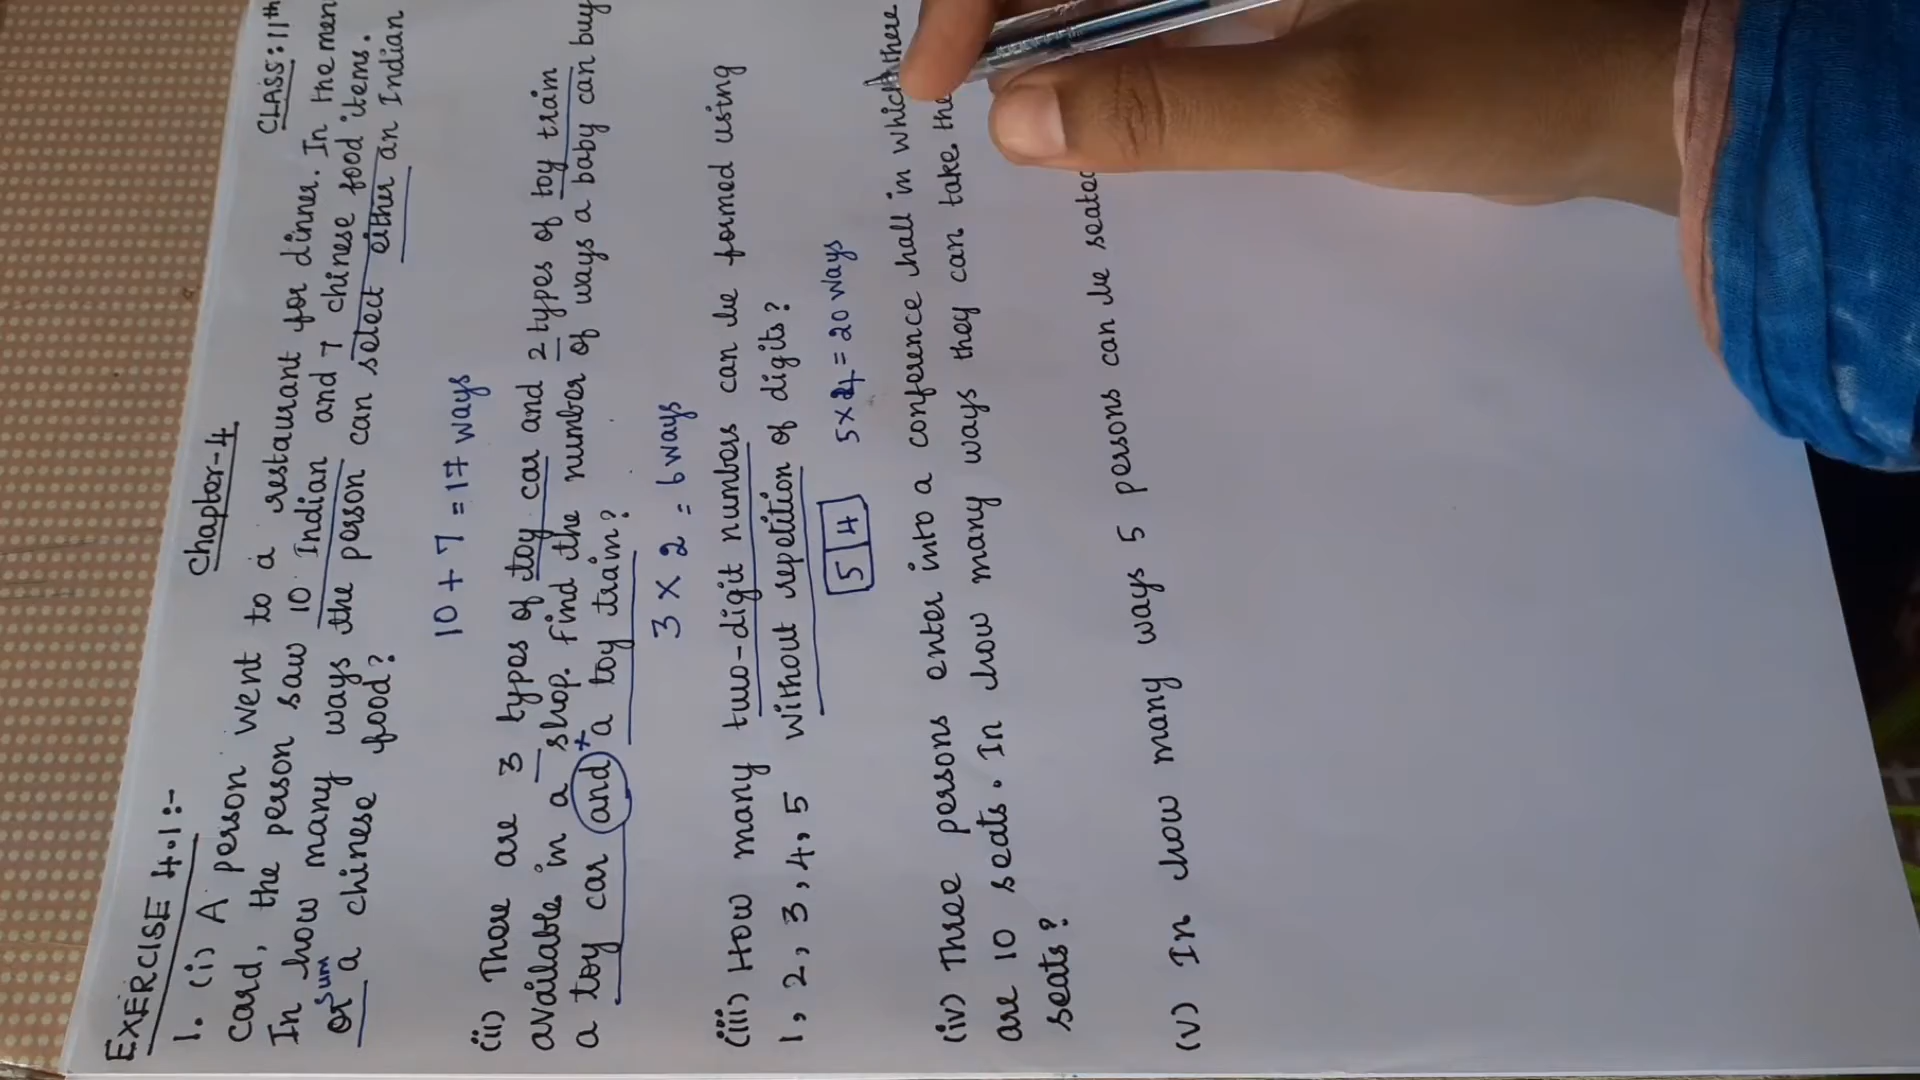 Chapter-4
CLASS:11th
EXERCISE 4.1:-
1. (i) A person went to a restaurant for dinner. In the men
card, the person saw 10 Indian and 7 chinese food items.
In how many ways the person can select either an Indian
sum
or a chinese food?
10 + 7 = 17 ways
(ii) There are 3 types of toy car and 2 types of toy train
available in a shop. Find the number of ways a baby can buy
a toy car and a toy train?
3 × 2 = 6 ways
(iii) How many two-digit numbers can be formed using
1, 2, 3, 4, 5 without repetition of digits?
5 4 5 × 4 = 20 ways
(iv) Three persons enter into a conference hall in which there
are 10 seats. In how many ways they can take the
seats?
(v) In how many ways 5 persons can be seated